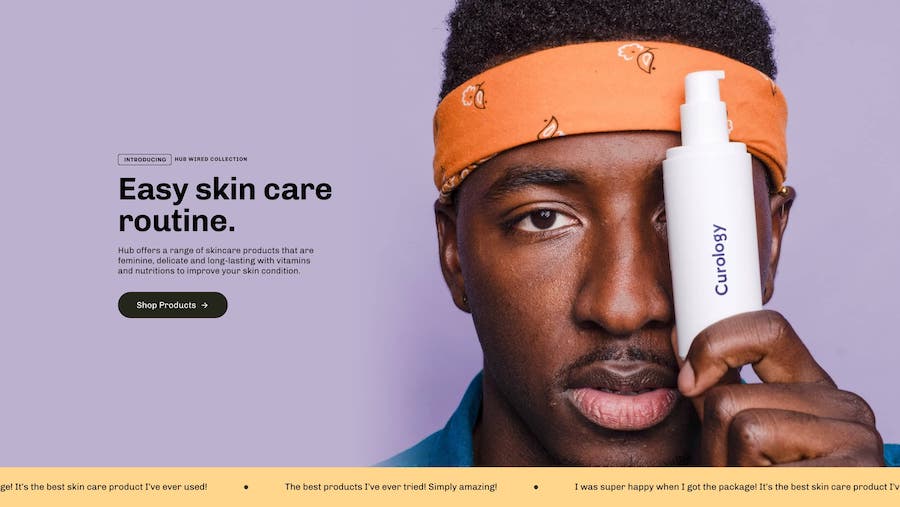 INTRODUCING HUB WIRED COLLECTION
Easy skin care
routine.
Hub offers a range of skincare products that are
feminine, delicate and long-lasting with vitamins
and nutritions to improve your skin condition.
Shop Products →
Curology
ge! It's the best skin care product I've ever used! • The best products I've ever tried! Simply amazing! • I was super happy when I got the package! It's the best skin care product I'v